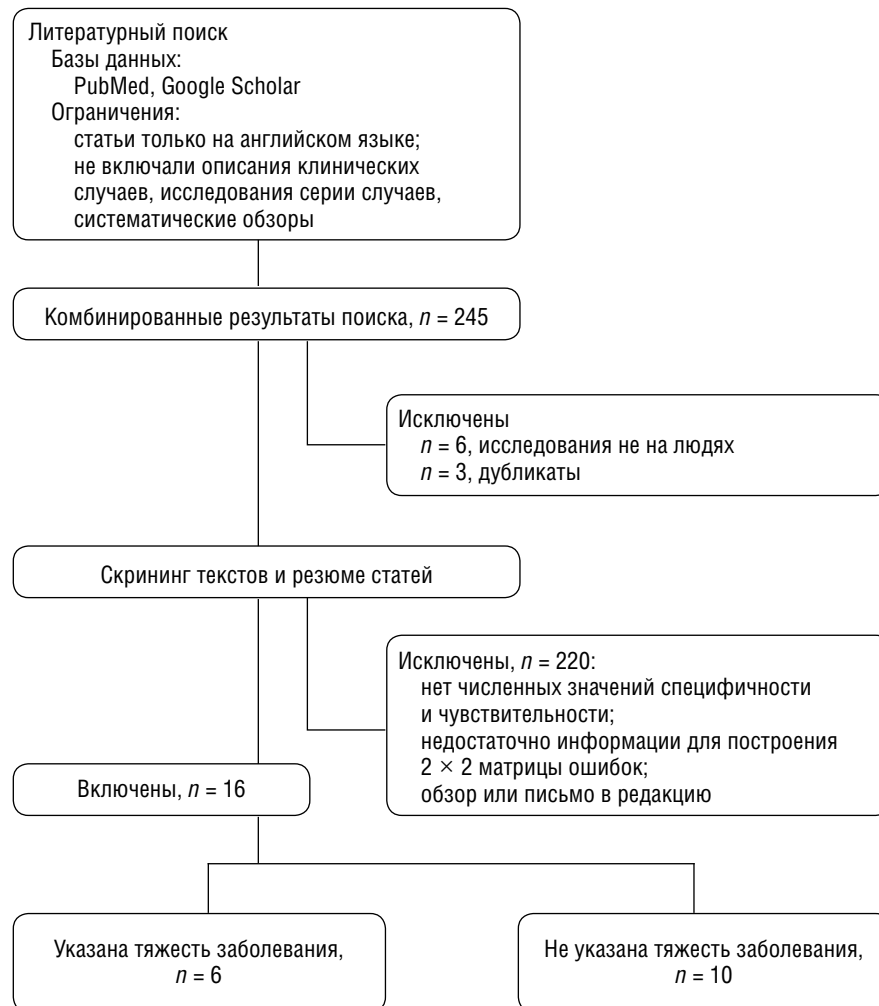 Литературный поиск
Базы данных:
PubMed, Google Scholar
Ограничения:
статьи только на английском языке;
не включали описания клинических
случаев, исследования серии случаев,
систематические обзоры
Комбинированные результаты поиска, n = 245
Исключены
n = 6, исследования не на людях
n = 3, дубликаты
Скрининг текстов и резюме статей
Исключены, n = 220:
нет численных значений специфичности
и чувствительности;
недостаточно информации для построения
2 × 2 матрицы ошибок;
обзор или письмо в редакцию
Включены, n = 16
Указана тяжесть заболевания,
n = 6
Не указана тяжесть заболевания,
n = 10